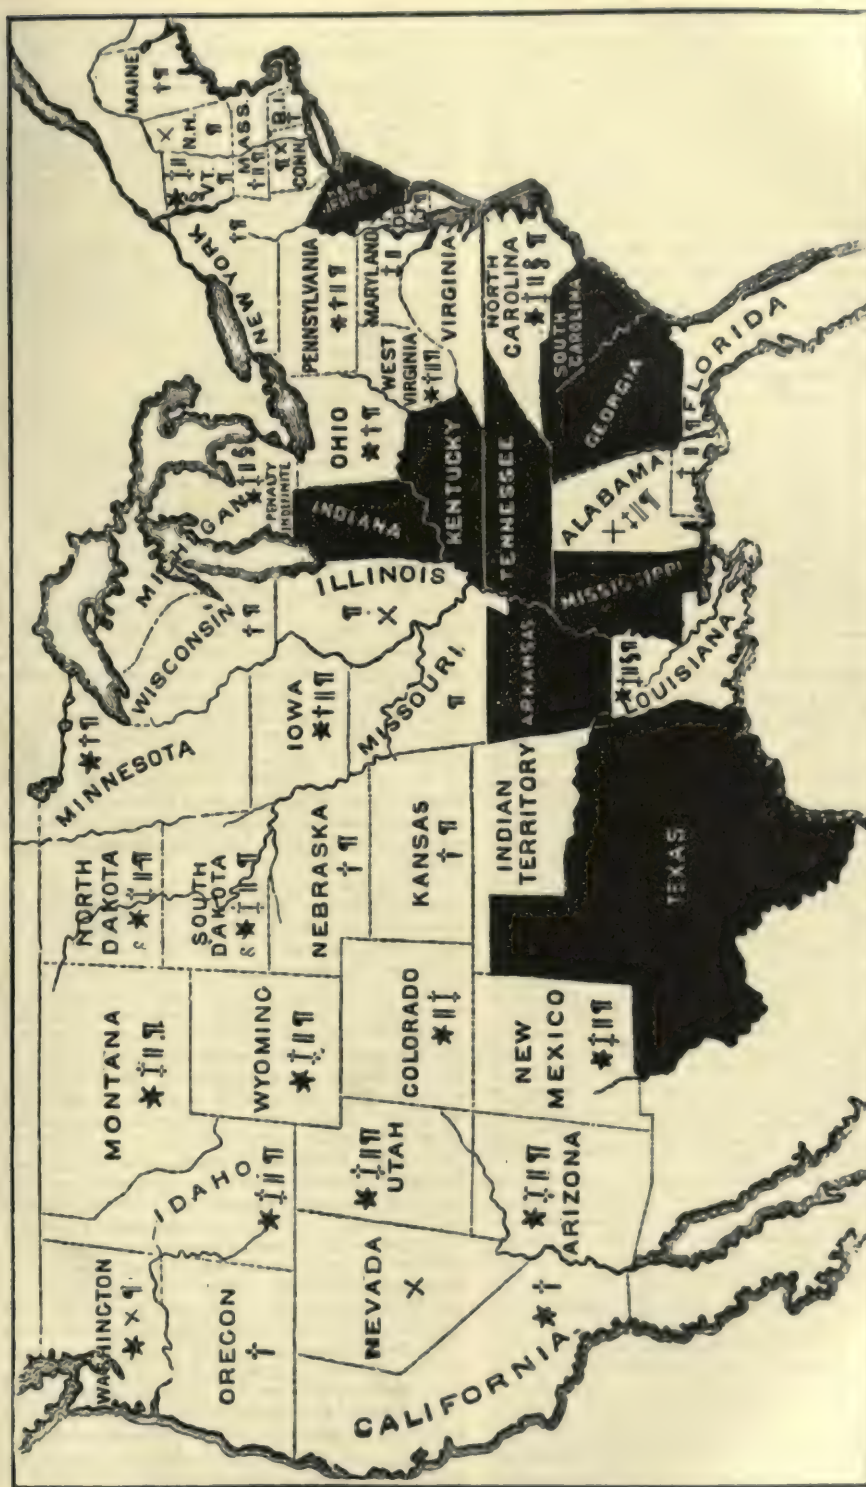 WASHINGTON
* × ¶
OREGON
†
CALIFORNIA
* †
NEVADA
×
IDAHO
* ‡ ‖ ¶
MONTANA
* ‡ ‖ ¶
WYOMING
* ‡ ‖ ¶
* ‡ ‖ ¶
UTAH
COLORADO
* ‖ ‡
* ‡ ‖ ¶
ARIZONA
NEW
MEXICO
* ‡ ‖ ¶
NORTH
DAKOTA
* ‡ ‖ ¶
SOUTH
DAKOTA
* ‡ ‖ ¶
NEBRASKA
† ¶
KANSAS
† ¶
INDIAN
TERRITORY
TEXAS
* † ¶
MINNESOTA
IOWA
* † ‖ ¶
MISSOURI
¶
ARKANSAS
* ‡ ‖ § ¶
LOUISIANA
WISCONSIN
† ¶
MICHIGAN
* ‡ ‖ §
PENALTY
INDEFINITE
ILLINOIS
¶ ×
INDIANA
OHIO
* † ¶
KENTUCKY
TENNESSEE
MISSISSIPPI
ALABAMA
× ‡ ‖ ¶
GEORGIA
SOUTH
CAROLINA
FLORIDA
† ‖ ¶
NORTH
CAROLINA
* ‡ ‖ § ¶
VIRGINIA
WEST
VIRGINIA
* ‡ ‖ ¶
MARYLAND
‡ ‖
DE
PENNSYLVANIA
* † ‖ ¶
NEW
JERSEY
NEW YORK
† ¶
MAINE
† ¶
×
N.H.
¶
* ‡ ‖
VT.
¶
MASS.
† ‖ ¶
R.I.
†
¶ ×
CONN